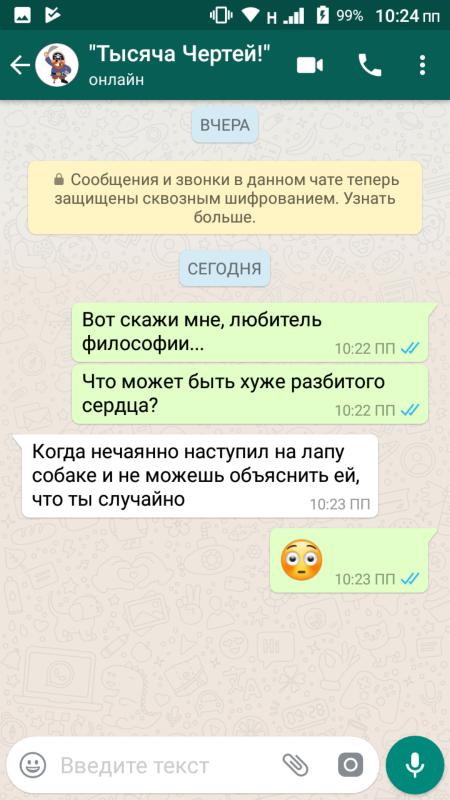 Н 99% 10:24 пп
"Тысяча Чертей!"
онлайн
ВЧЕРА
Сообщения и звонки в данном чате теперь
защищены сквозным шифрованием. Узнать
больше.
СЕГОДНЯ
Вот скажи мне, любитель
философии...
10:22 ПП
Что может быть хуже разбитого
сердца?
10:22 ПП
Когда нечаянно наступил на лапу
собаке и не можешь объяснить ей,
что ты случайно
10:23 ПП
10:23 ПП
Введите текст